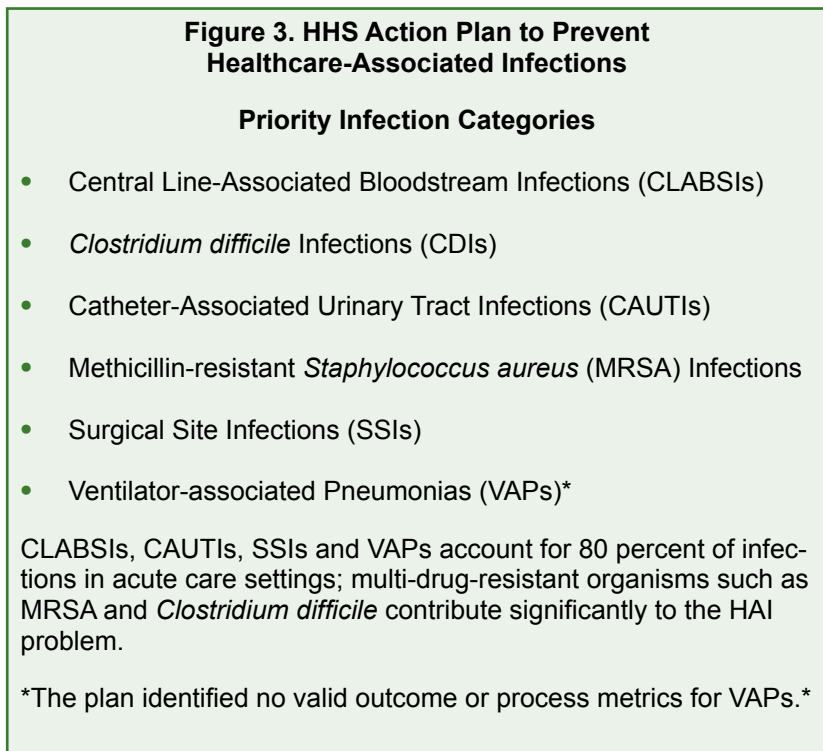 Figure 3. HHS Action Plan to Prevent
Healthcare-Associated Infections
Priority Infection Categories
• Central Line-Associated Bloodstream Infections (CLABSIs)
• Clostridium difficile Infections (CDIs)
• Catheter-Associated Urinary Tract Infections (CAUTIs)
• Methicillin-resistant Staphylococcus aureus (MRSA) Infections
• Surgical Site Infections (SSIs)
• Ventilator-associated Pneumonias (VAPs)*
CLABSIs, CAUTIs, SSIs and VAPs account for 80 percent of infec-
tions in acute care settings; multi-drug-resistant organisms such as
MRSA and Clostridium difficile contribute significantly to the HAI
problem.
*The plan identified no valid outcome or process metrics for VAPs.*